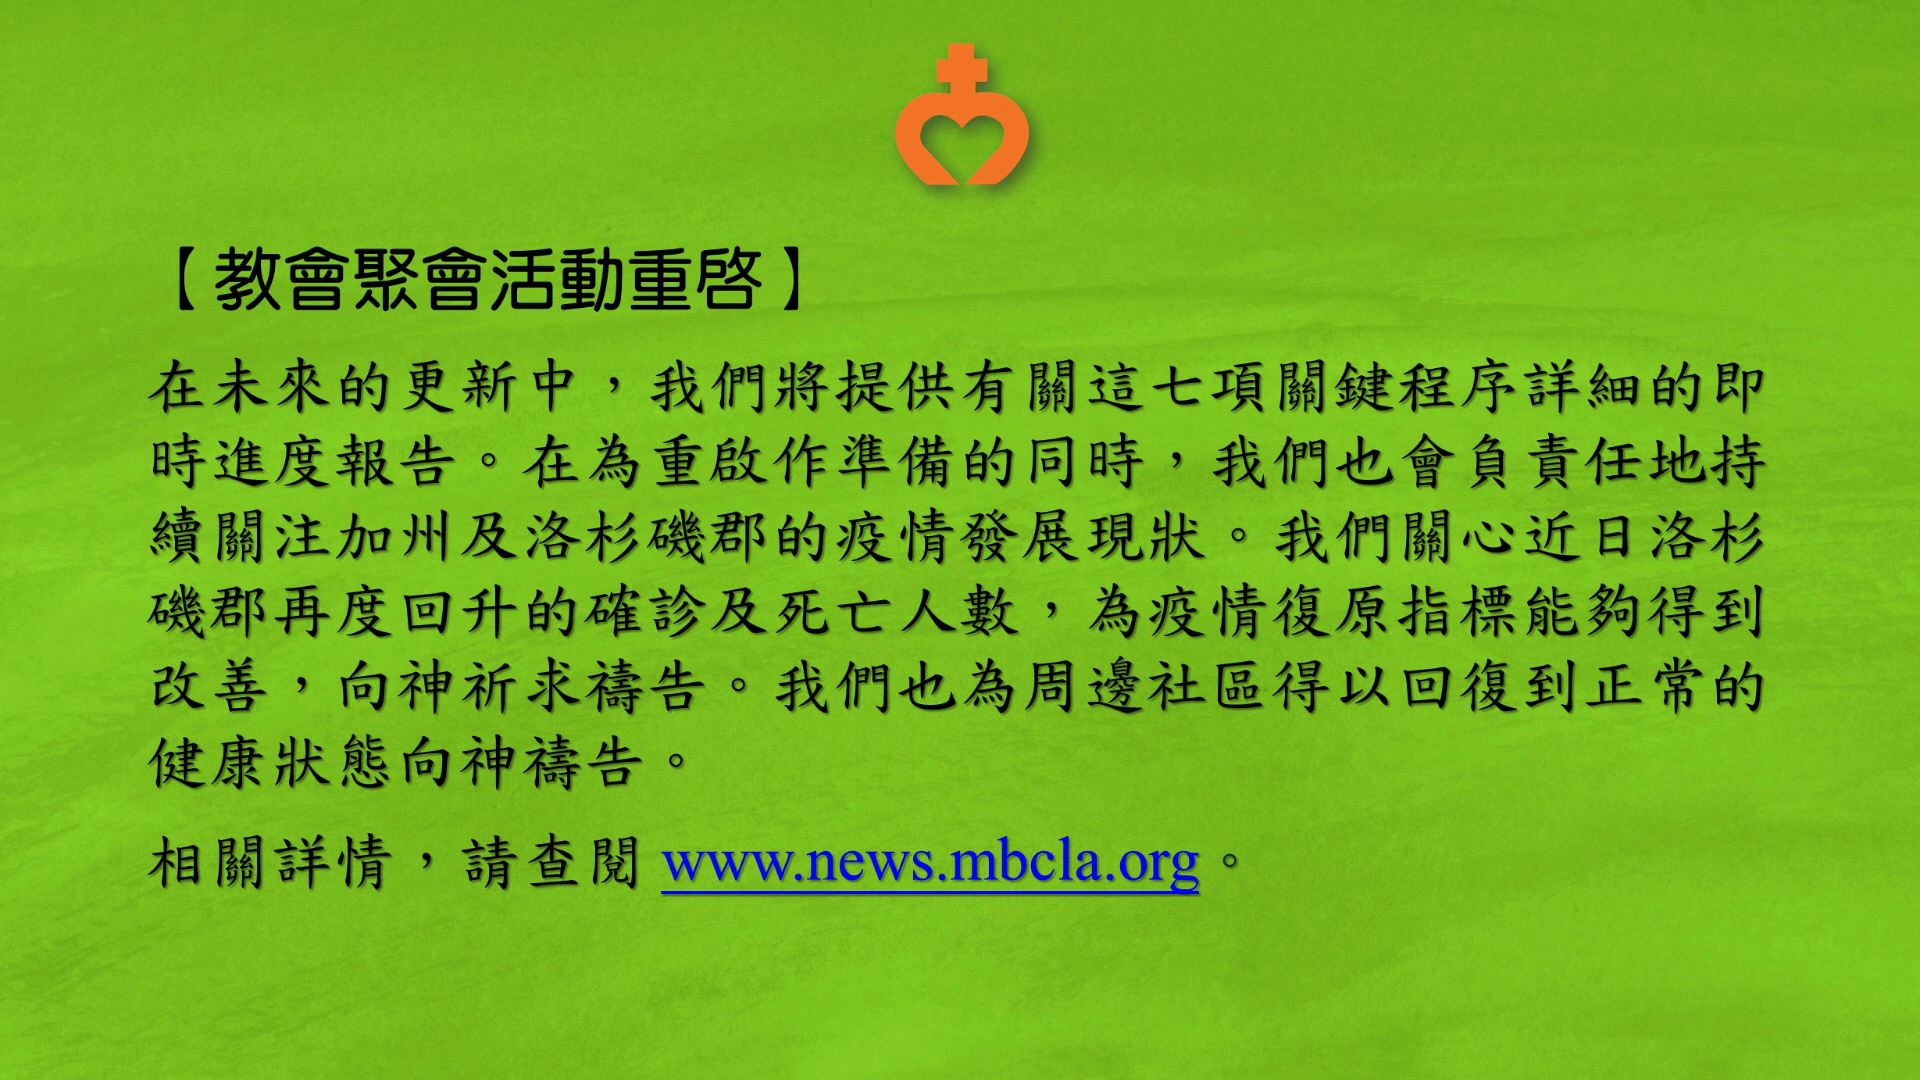 【教會聚會活動重啓】
在未來的更新中，我們將提供有關這七項關鍵程序詳細的即
時進度報告。在為重啟作準備的同時，我們也會負責任地持
續關注加州及洛杉磯郡的疫情發展現狀。我們關心近日洛杉
磯郡再度回升的確診及死亡人數，為疫情復原指標能夠得到
改善，向神祈求禱告。我們也為周邊社區得以回復到正常的
健康狀態向神禱告。
相關詳情，請查閱 www.news.mbcla.org。